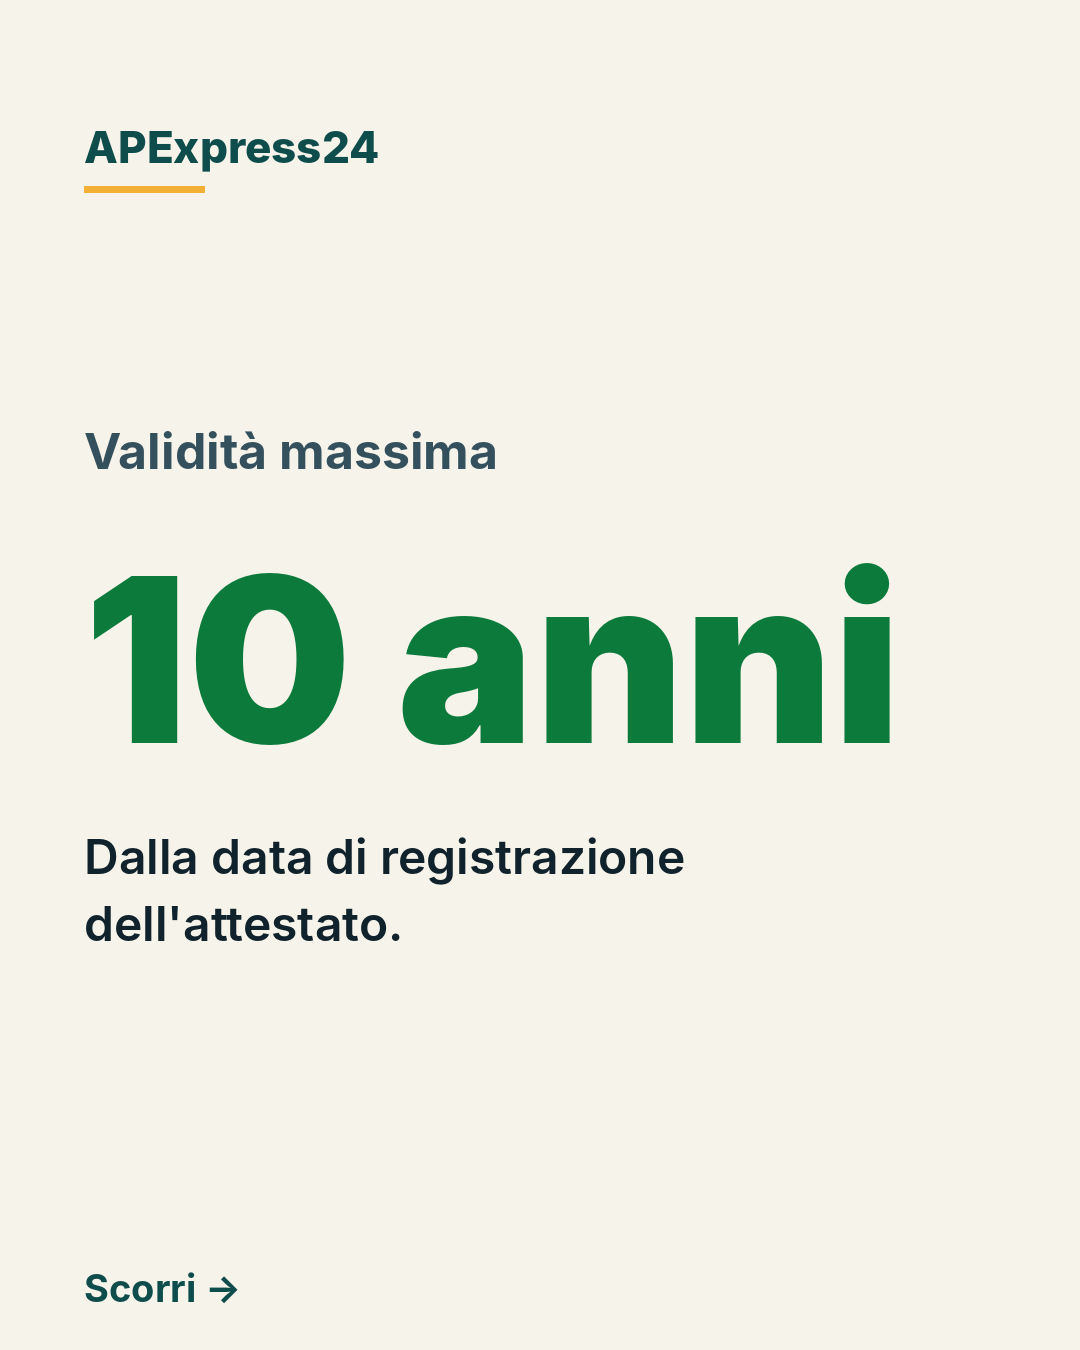 APExpress24
Validità massima
10 anni
Dalla data di registrazione
dell'attestato.
Scorri →